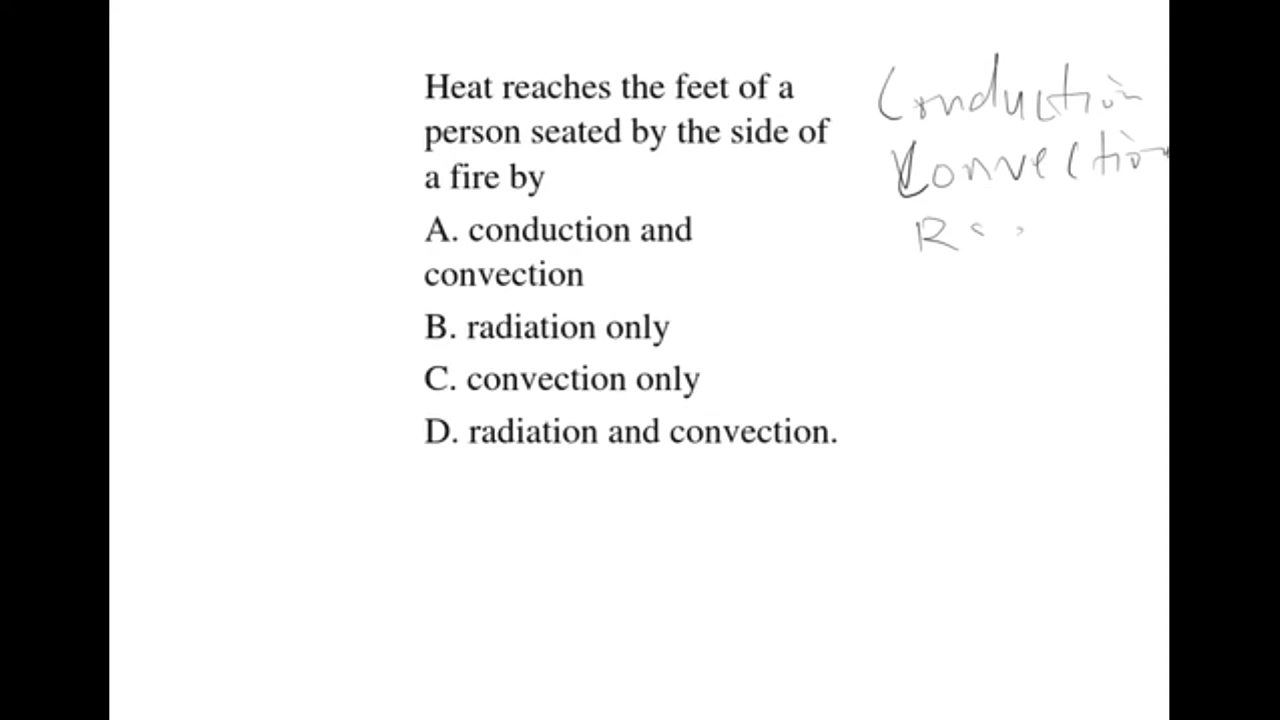 Heat reaches the feet of a
person seated by the side of
a fire by
A. conduction and
convection
B. radiation only
C. convection only
D. radiation and convection.
Conduction
Convection
R